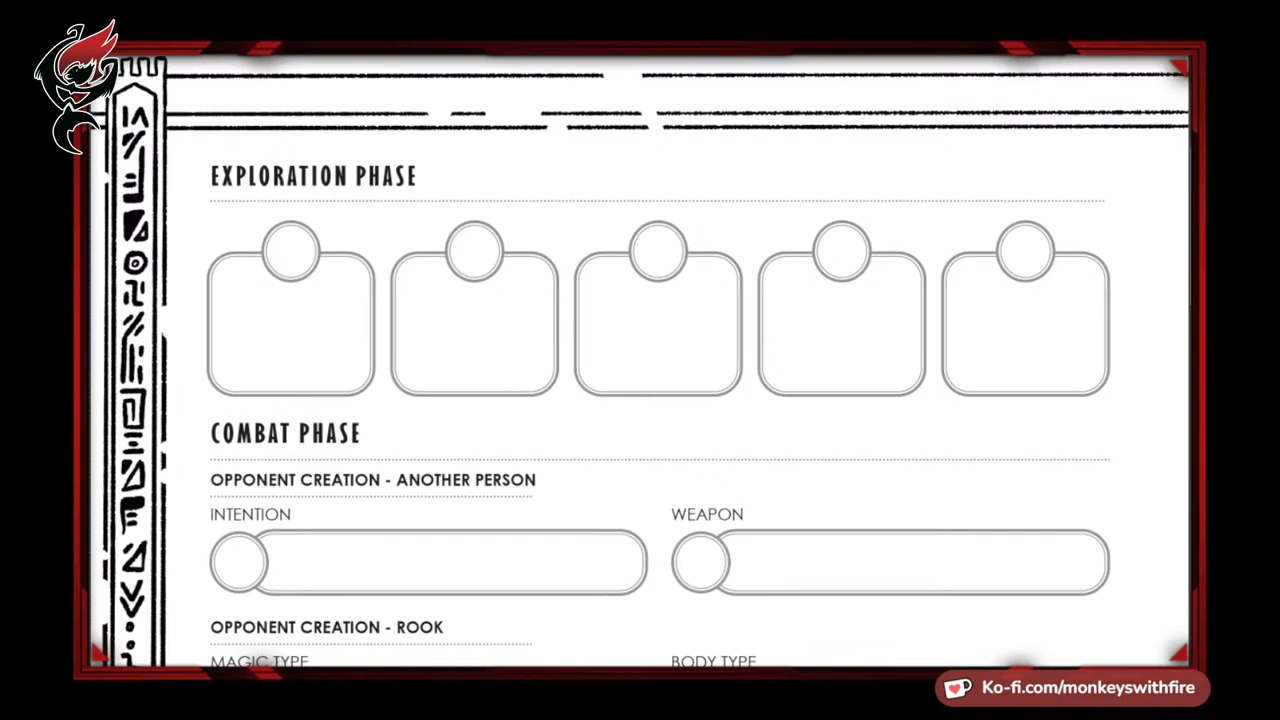 EXPLORATION PHASE
COMBAT PHASE
OPPONENT CREATION - ANOTHER PERSON
INTENTION
WEAPON
OPPONENT CREATION - ROOK
MAGIC TYPE
BODY TYPE
Ko-fi.com/monkeyswithfire